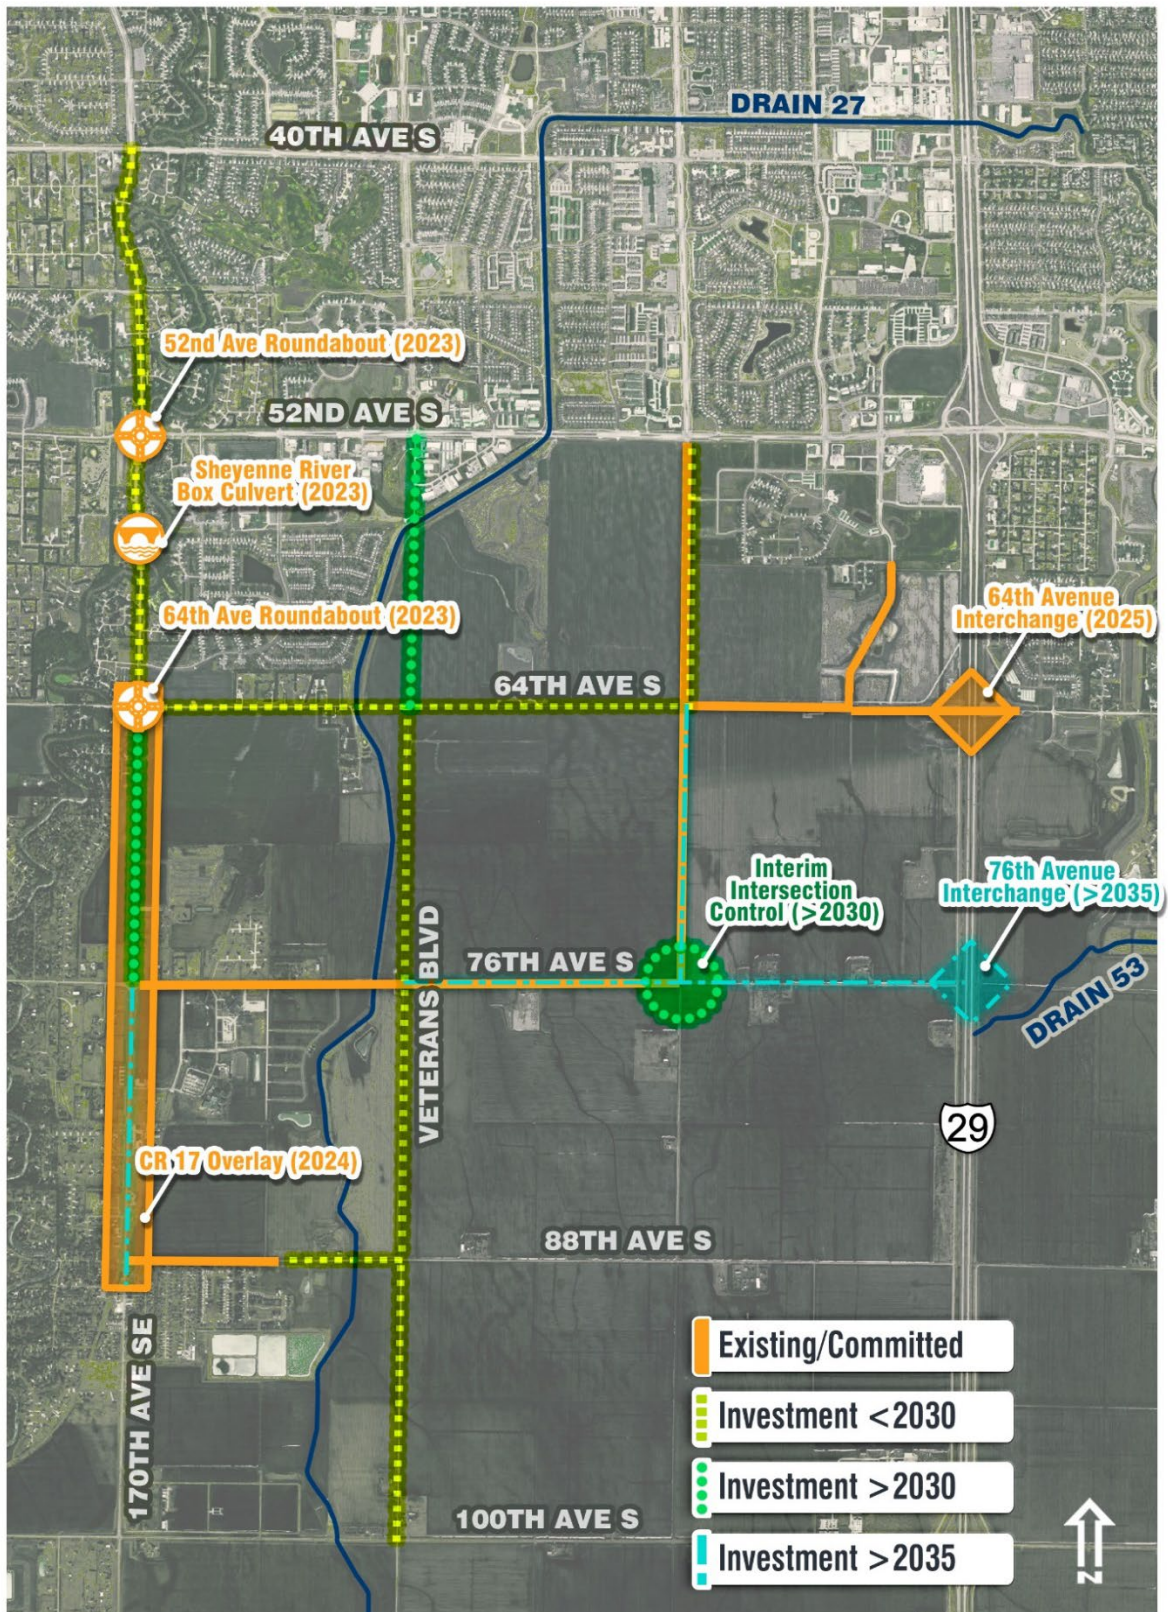 DRAIN 27
40TH AVE S
52nd Ave Roundabout (2023)
52ND AVE S
Sheyenne River
Box Culvert (2023)
64th Ave Roundabout (2023)
64th Avenue
Interchange (2025)
64TH AVE S
Interim
Intersection
Control (>2030)
76th Avenue
Interchange (>2035)
76TH AVE S
VETERANS BLVD
DRAIN 53
29
CR 17 Overlay (2024)
88TH AVE S
170TH AVE SE
100TH AVE S
Existing/Committed
Investment <2030
Investment >2030
Investment >2035
N